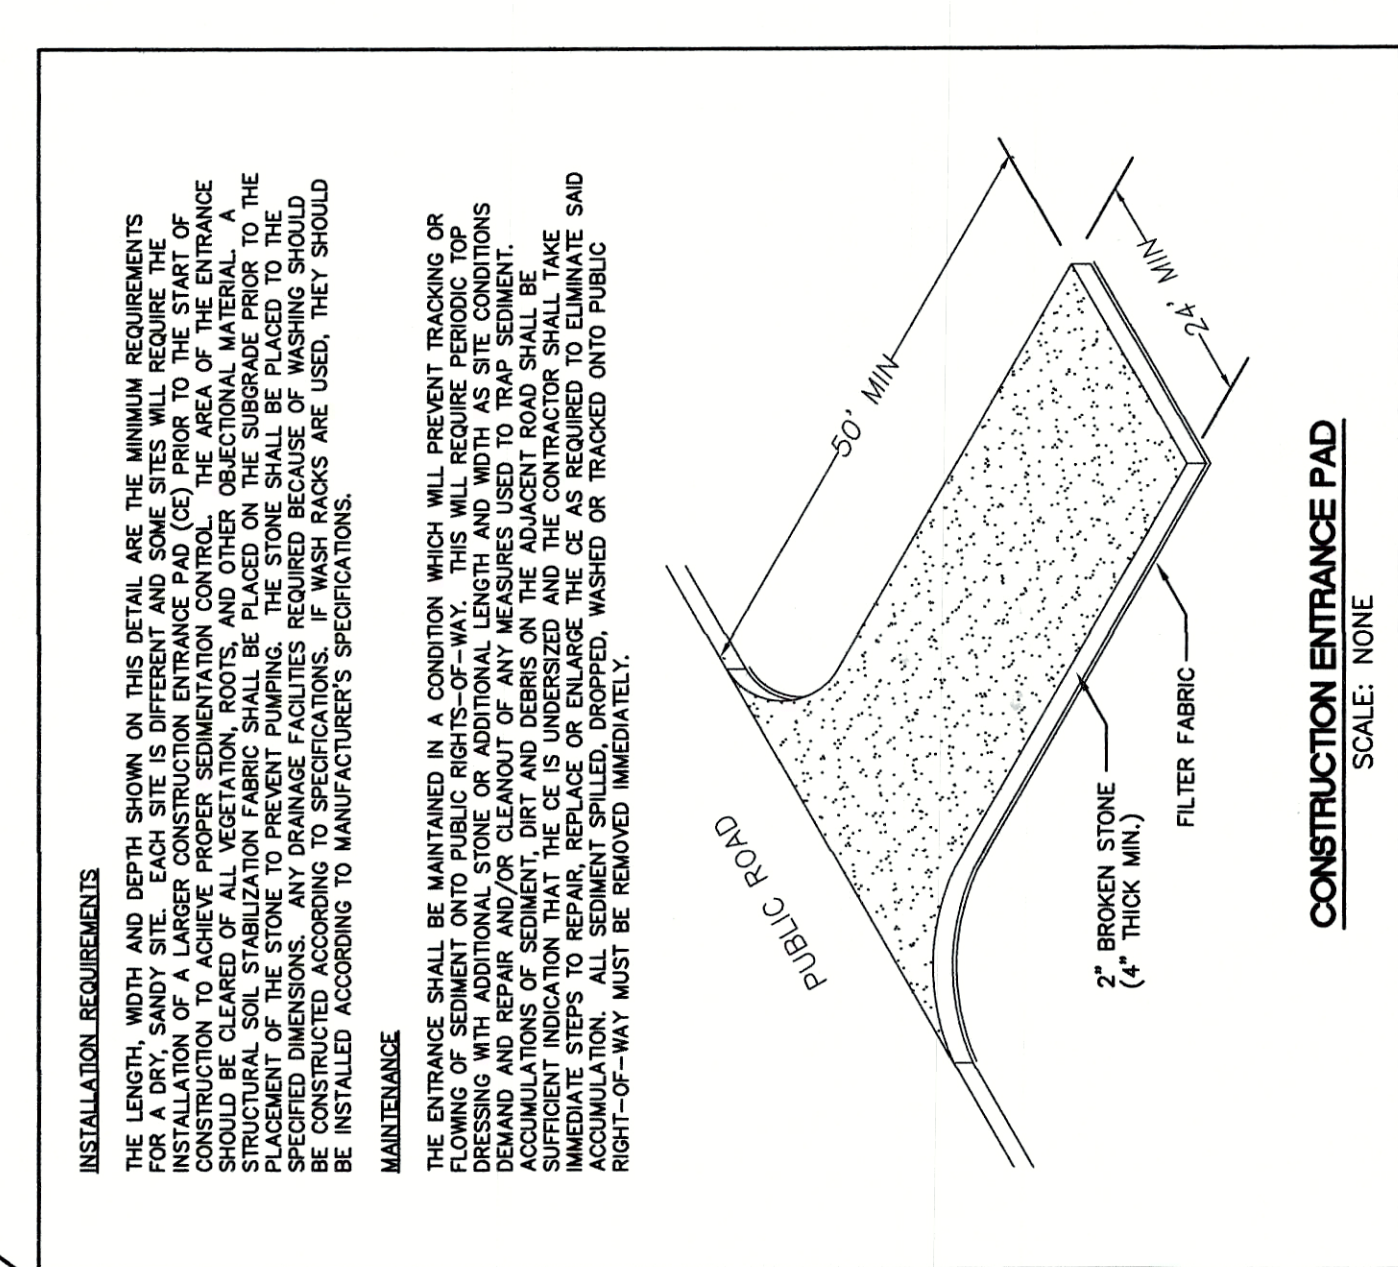 INSTALLATION REQUIREMENTS
THE LENGTH, WIDTH AND DEPTH SHOWN ON THIS DETAIL ARE THE MINIMUM REQUIREMENTS
FOR A DRY, SANDY SITE. EACH SITE IS DIFFERENT AND SOME SITES WILL REQUIRE THE
INSTALLATION OF A LARGER CONSTRUCTION ENTRANCE PAD (CE) PRIOR TO THE START OF
CONSTRUCTION TO ACHIEVE PROPER SEDIMENTATION CONTROL. THE AREA OF THE ENTRANCE
SHOULD BE CLEARED OF ALL VEGETATION, ROOTS, AND OTHER OBJECTIONAL MATERIAL. A
STRUCTURAL SOIL STABILIZATION FABRIC SHALL BE PLACED ON THE SUBGRADE PRIOR TO THE
PLACEMENT OF THE STONE TO PREVENT PUMPING. THE STONE SHALL BE PLACED TO THE
SPECIFIED DIMENSIONS. ANY DRAINAGE FACILITIES REQUIRED BECAUSE OF WASHING SHOULD
BE CONSTRUCTED ACCORDING TO SPECIFICATIONS. IF WASH RACKS ARE USED, THEY SHOULD
BE INSTALLED ACCORDING TO MANUFACTURER'S SPECIFICATIONS.
MAINTENANCE
THE ENTRANCE SHALL BE MAINTAINED IN A CONDITION WHICH WILL PREVENT TRACKING OR
FLOWING OF SEDIMENT ONTO PUBLIC RIGHTS-OF-WAY. THIS WILL REQUIRE PERIODIC TOP
DRESSING WITH ADDITIONAL STONE OR ADDITIONAL LENGTH AND WIDTH AS SITE CONDITIONS
DEMAND AND REPAIR AND/OR CLEANOUT OF ANY MEASURES USED TO TRAP SEDIMENT.
ACCUMULATIONS OF SEDIMENT, DIRT AND DEBRIS ON THE ADJACENT ROAD SHALL BE
SUFFICIENT INDICATION THAT THE CE IS UNDERSIZED AND THE CONTRACTOR SHALL TAKE
IMMEDIATE STEPS TO REPAIR, REPLACE OR ENLARGE THE CE AS REQUIRED TO ELIMINATE SAID
ACCUMULATION. ALL SEDIMENT SPILLED, DROPPED, WASHED OR TRACKED ONTO PUBLIC
RIGHT-OF-WAY MUST BE REMOVED IMMEDIATELY.
PUBLIC ROAD
50' MIN
24' MIN
2" BROKEN STONE
(4" THICK MIN.)
FILTER FABRIC
CONSTRUCTION ENTRANCE PAD
SCALE: NONE